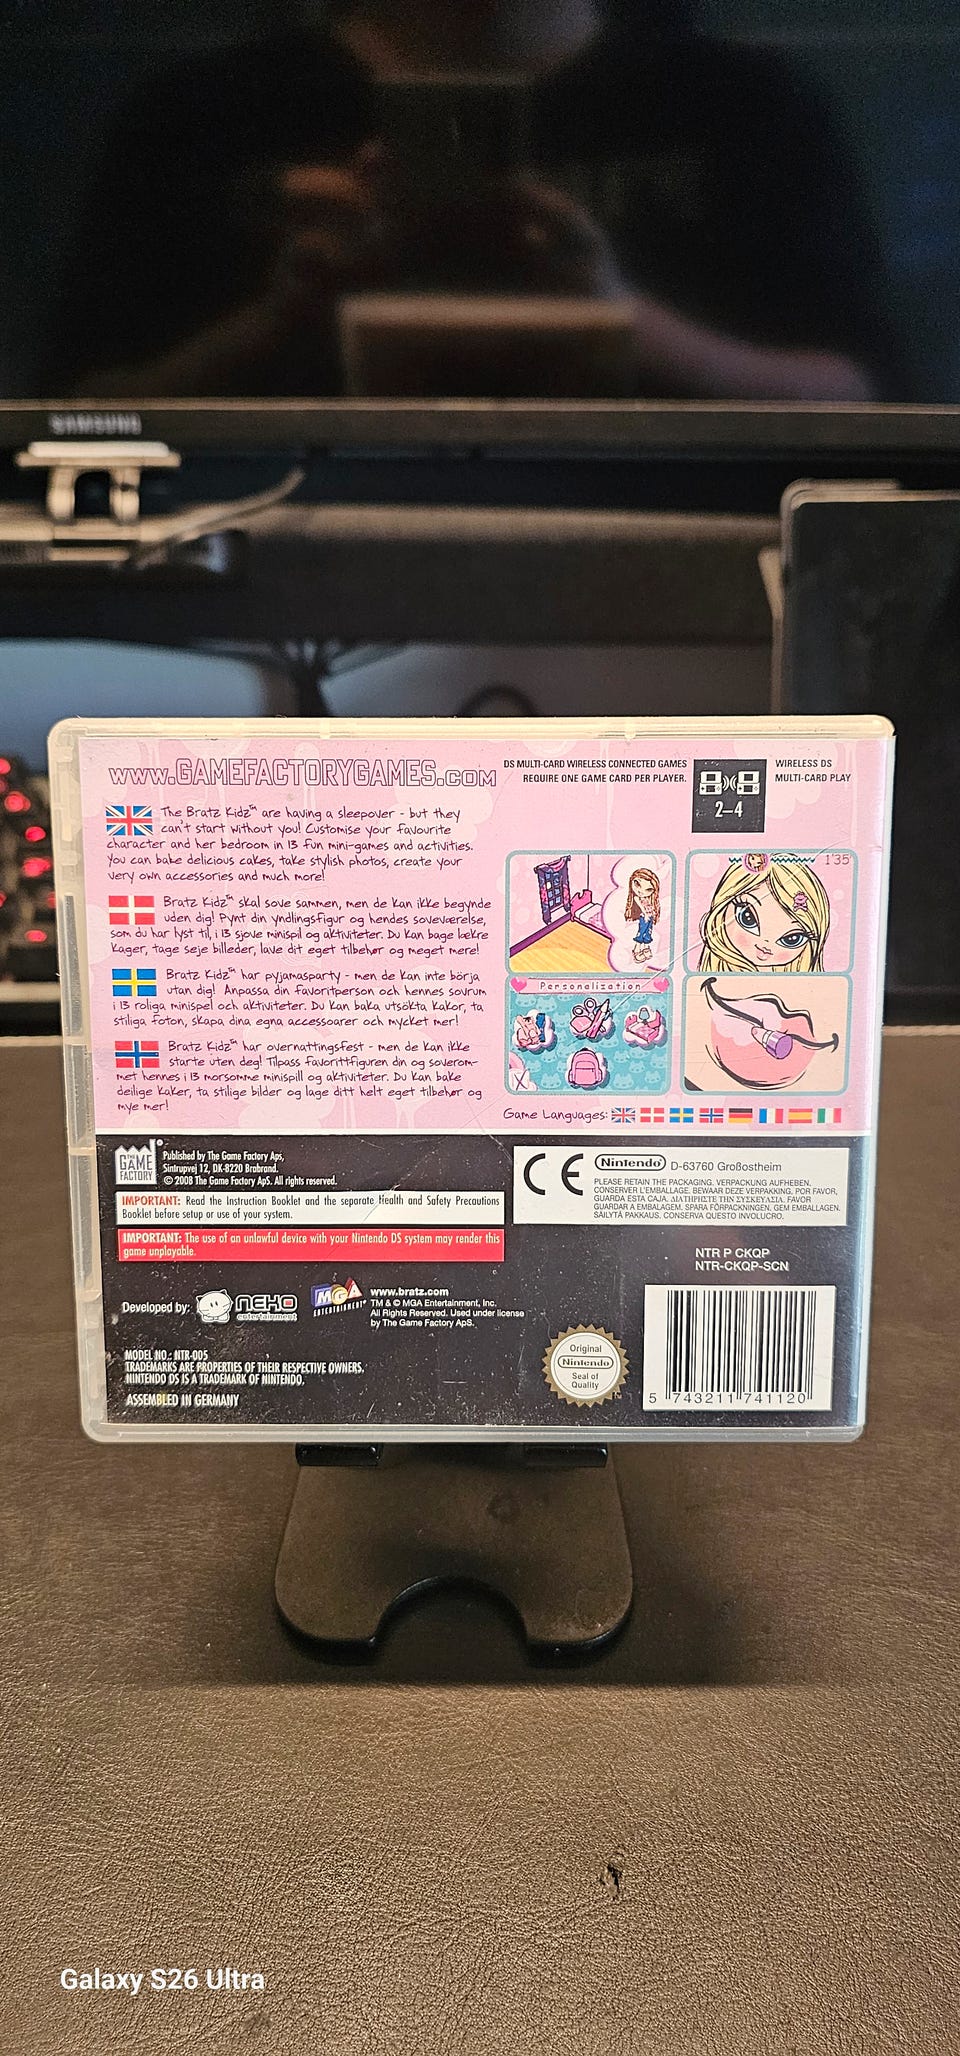 SAMSUNG
www.GAMEFACTORYGAMES.com
DS MULTI-CARD WIRELESS CONNECTED GAMES
REQUIRE ONE GAME CARD PER PLAYER.
2–4
WIRELESS DS
MULTI-CARD PLAY
The Bratz Kidz™ are having a sleepover - but they
can't start without you! Customise your favourite
character and her bedroom in 13 fun mini-games and activities.
You can bake delicious cakes, take stylish photos, create your
very own accessories and much more!
Bratz Kidz™ skal sove sammen, men de kan ikke begynde
uden dig! Pynt din yndlingsfigur og hendes soveværelse,
som du har lyst til, i 13 sjove minispil og aktiviteter. Du kan bage lækre
kager, tage seje billeder, lave dit eget tilbehør og meget mere!
Bratz Kidz™ har pyjamasparty - men de kan inte börja
utan dig! Anpassa din favoritperson och hennes sovrum
i 13 roliga minispel och aktiviteter. Du kan baka utsökta kakor, ta
stiliga foton, skapa dina egna accessoarer och mycket mer!
Bratz Kidz™ har overnattingsfest - men de kan ikke
starte uten deg! Tilpass favorittfiguren din og soverom-
met hennes i 13 morsomme minispill og aktiviteter. Du kan bake
deilige kaker, ta stilige bilder og lage ditt helt eget tilbehør og
mye mer!
1'35
Personalization
X
Game Languages:
THE GAME FACTORY®
Published by The Game Factory Aps,
Sintrupvej 12, DK-8220 Brabrand.
© 2008 The Game Factory ApS. All rights reserved.
IMPORTANT: Read the Instruction Booklet and the separate Health and Safety Precautions
Booklet before setup or use of your system.
IMPORTANT: The use of an unlawful device with your Nintendo DS system may render this
game unplayable.
CE Nintendo® D-63760 Großostheim
PLEASE RETAIN THE PACKAGING. VERPACKUNG AUFHEBEN.
CONSERVER L'EMBALLAGE. BEWAAR DEZE VERPAKKING, POR FAVOR,
GUARDA ESTA CAJA. ΔΙΑΤΗΡΗΣΤΕ ΤΗΝ ΣΥΣΚΕΥΑΣΙΑ. FAVOR
GUARDAR A EMBALAGEM. SPARA FÖRPACKNINGEN. GEM EMBALLAGEN.
SÄILYTÄ PAKKAUS. CONSERVA QUESTO INVOLUCRO.
NTR P CKQP
NTR-CKQP-SCN
Developed by:
NEKO
entertainment
MGA
ENTERTAINMENT®
www.bratz.com
TM & © MGA Entertainment, Inc.
All Rights Reserved. Used under license
by The Game Factory ApS.
MODEL NO.: NTR-005
TRADEMARKS ARE PROPERTIES OF THEIR RESPECTIVE OWNERS.
NINTENDO DS IS A TRADEMARK OF NINTENDO.
ASSEMBLED IN GERMANY
Original
Nintendo
Seal of
Quality
5 743211 741120
Galaxy S26 Ultra